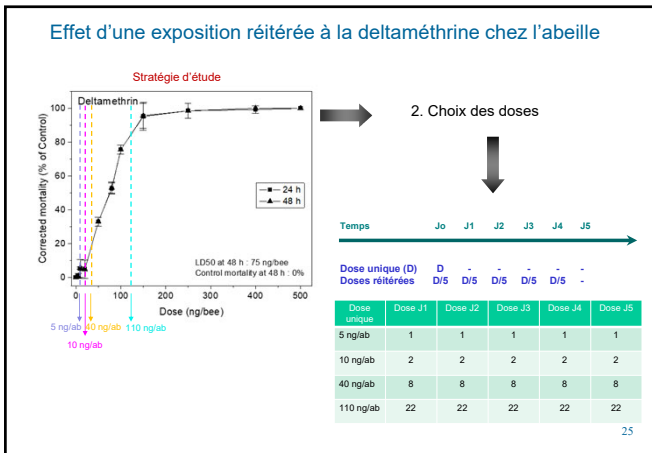 Effet d'une exposition réitérée à la deltaméthrine chez l'abeille
Stratégie d'étude
Deltamethrin
Corrected mortality (% of Control)
100
80
60
40
20
0
24 h
48 h
LD50 at 48 h : 75 ng/bee
Control mortality at 48 h : 0%
0 100 200 300 400 500
Dose (ng/bee)
5 ng/ab 40 ng/ab 110 ng/ab
10 ng/ab
2. Choix des doses
Temps Jo J1 J2 J3 J4 J5
Dose unique (D) D - - - - -
Doses réitérées D/5 D/5 D/5 D/5 D/5 -
Dose unique Dose J1 Dose J2 Dose J3 Dose J4 Dose J5
5 ng/ab 1 1 1 1 1
10 ng/ab 2 2 2 2 2
40 ng/ab 8 8 8 8 8
110 ng/ab 22 22 22 22 22
25